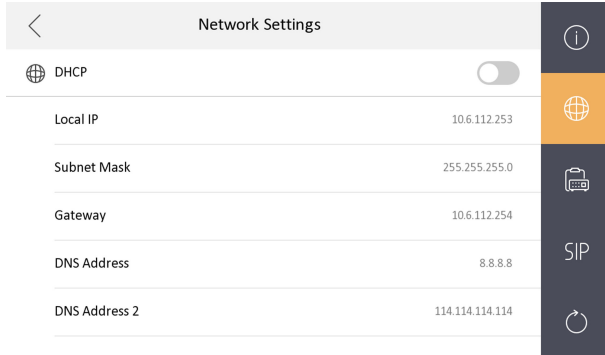 Network Settings
DHCP
Local IP 10.6.112.253
Subnet Mask 255.255.255.0
Gateway 10.6.112.254
DNS Address 8.8.8.8
DNS Address 2 114.114.114.114
SIP